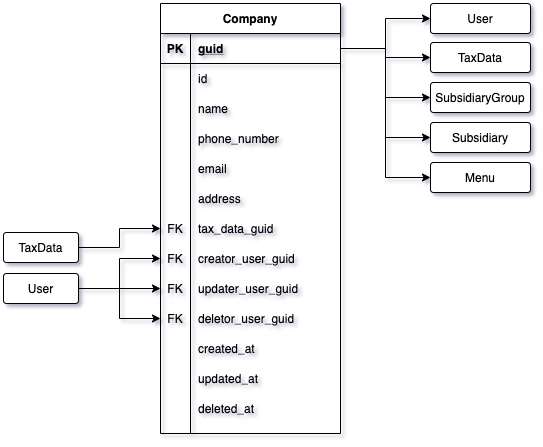 Company
PK guid
id
name
phone_number
email
address
FK tax_data_guid
FK creator_user_guid
FK updater_user_guid
FK deletor_user_guid
created_at
updated_at
deleted_at
TaxData
User
User
TaxData
SubsidiaryGroup
Subsidiary
Menu